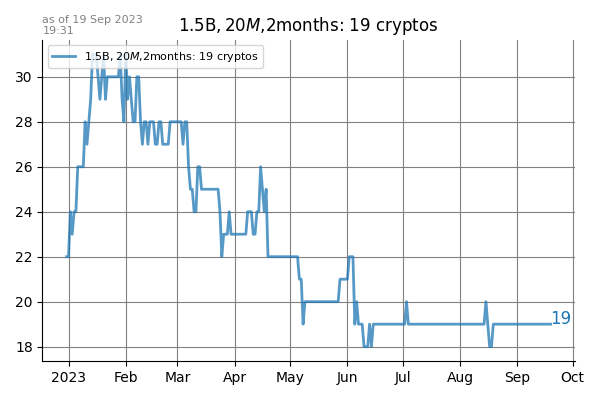 as of 19 Sep 2023
19:31
1.5B, 20M,2months: 19 cryptos
1.5B, 20M,2months: 19 cryptos
30
28
26
24
22
20
18
19
2023 Feb Mar Apr May Jun Jul Aug Sep Oct